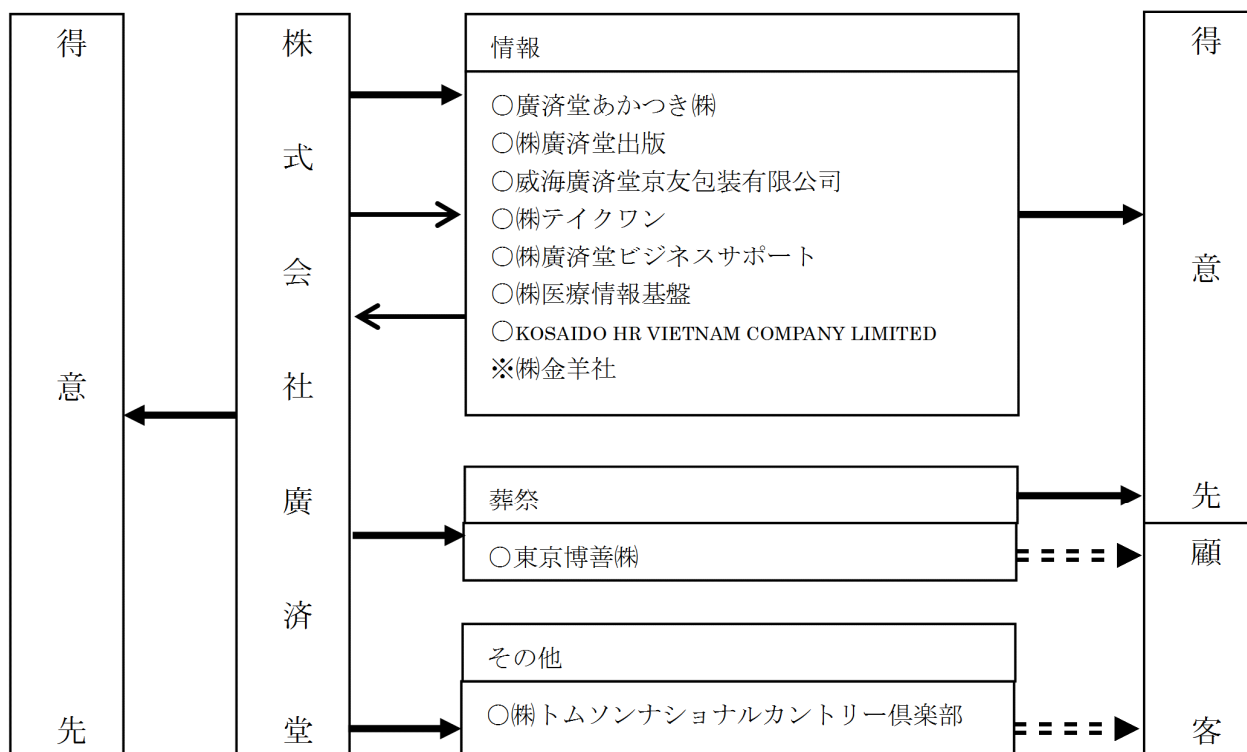 得意先
株式会社廣済堂
情報
○廣済堂あかつき㈱
○㈱廣済堂出版
○威海廣済堂京友包装有限公司
○㈱テイクワン
○㈱廣済堂ビジネスサポート
○㈱医療情報基盤
○KOSAIDO HR VIETNAM COMPANY LIMITED
※㈱金羊社
葬祭
○東京博善㈱
その他
○㈱トムソンナショナルカントリー倶楽部
得意先
顧客